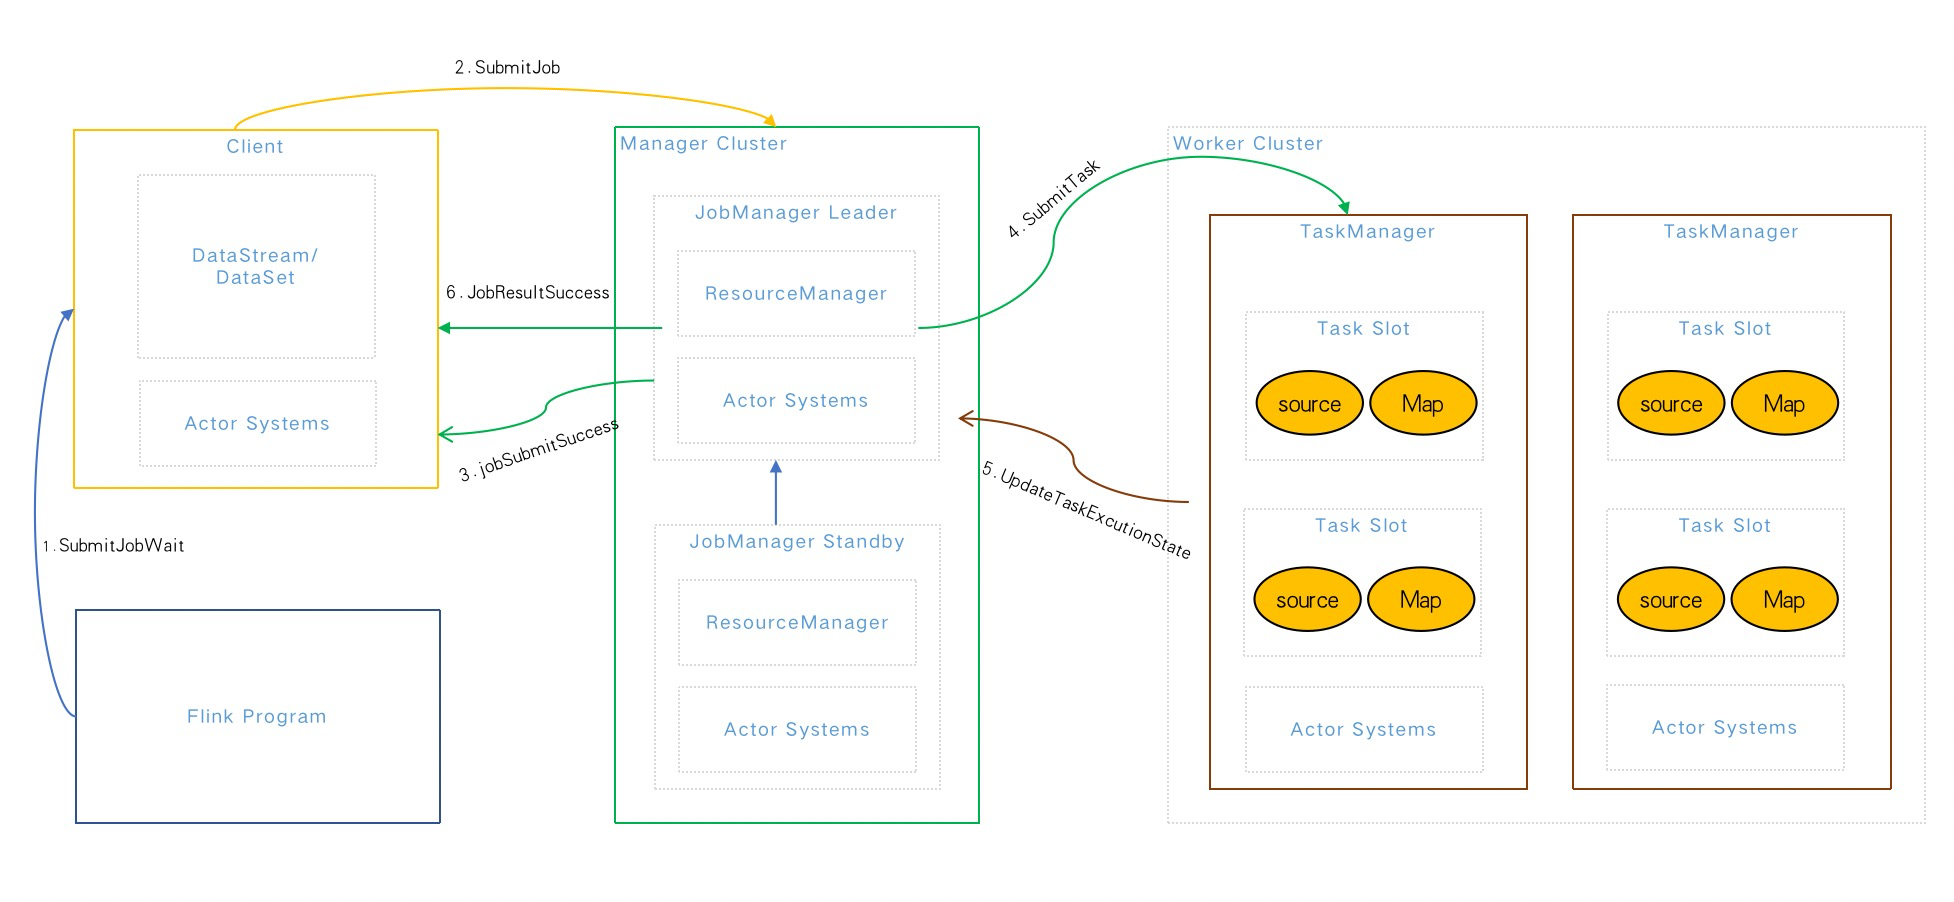 2.SubmitJob
Client
DataStream/
DataSet
Actor Systems
1.SubmitJobWait
Flink Program
6.JobResultSuccess
3.jobSubmitSuccess
Manager Cluster
JobManager Leader
ResourceManager
Actor Systems
JobManager Standby
ResourceManager
Actor Systems
4.SubmitTask
5.UpdateTaskExcutionState
Worker Cluster
TaskManager
Task Slot
source Map
Task Slot
source Map
Actor Systems
TaskManager
Task Slot
source Map
Task Slot
source Map
Actor Systems